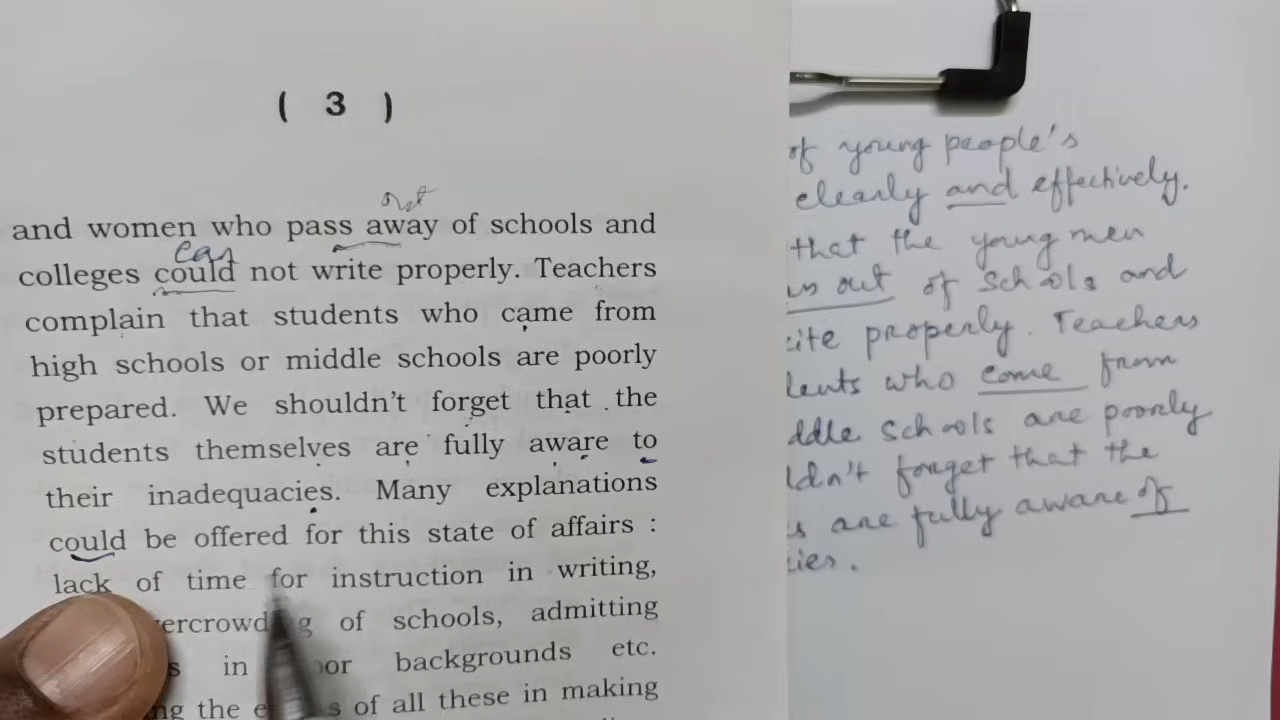 ( 3 )
out
and women who pass away of schools and
can
colleges could not write properly. Teachers
complain that students who came from
high schools or middle schools are poorly
prepared. We shouldn't forget that the
students themselves are fully aware to
their inadequacies. Many explanations
could be offered for this state of affairs :
lack of time for instruction in writing,
of schools, admitting
in backgrounds etc.
the of all these in making
of young people's
clearly and effectively.
that the young men
out of schools and
properly. Teachers
who come from
schools are poorly
forget that the
are fully aware of